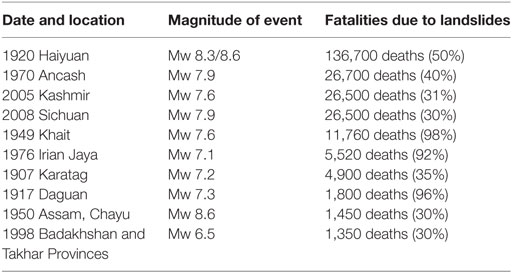 Date and location Magnitude of event Fatalities due to landslides
1920 Haiyuan Mw 8.3/8.6 136,700 deaths (50%)
1970 Ancash Mw 7.9 26,700 deaths (40%)
2005 Kashmir Mw 7.6 26,500 deaths (31%)
2008 Sichuan Mw 7.9 26,500 deaths (30%)
1949 Khait Mw 7.6 11,760 deaths (98%)
1976 Irian Jaya Mw 7.1 5,520 deaths (92%)
1907 Karatag Mw 7.2 4,900 deaths (35%)
1917 Daguan Mw 7.3 1,800 deaths (96%)
1950 Assam, Chayu Mw 8.6 1,450 deaths (30%)
1998 Badakhshan and Mw 6.5 1,350 deaths (30%)
Takhar Provinces